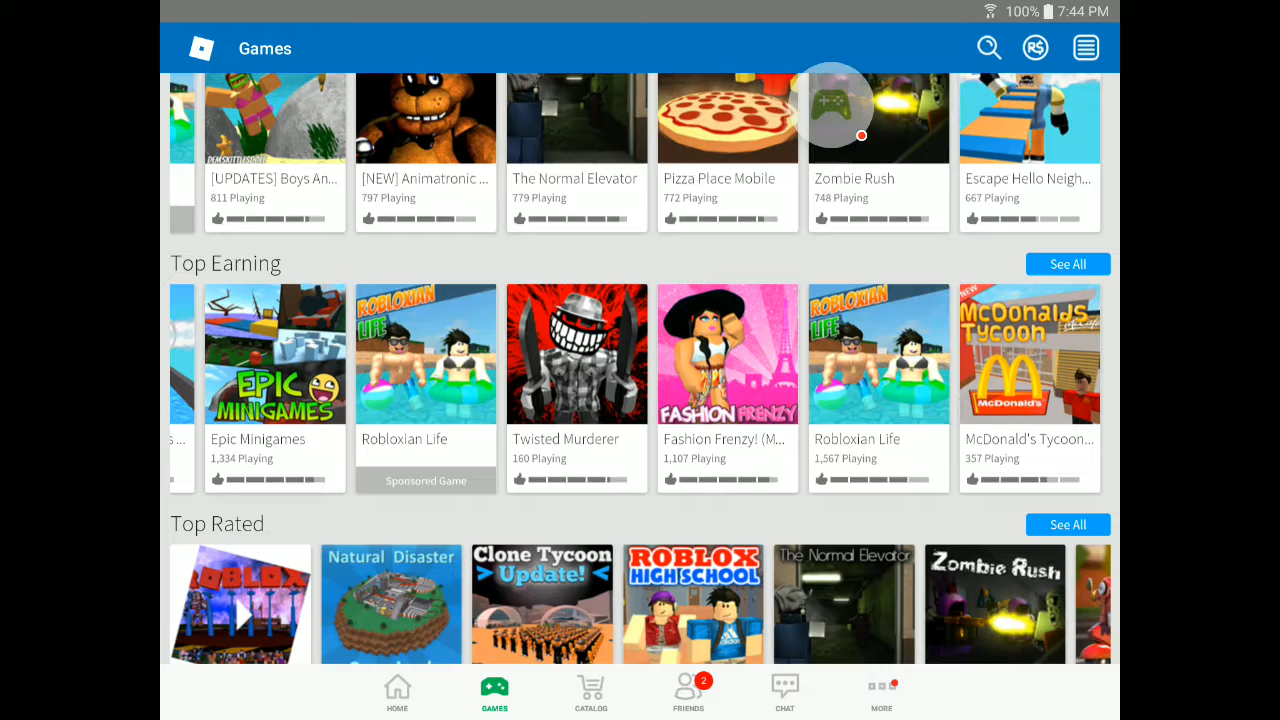 100% 7:44 PM
Games
R$
DEMSKITTLESDOEE
[UPDATES] Boys An...
811 Playing
[NEW] Animatronic ...
797 Playing
The Normal Elevator
779 Playing
Pizza Place Mobile
772 Playing
Zombie Rush
748 Playing
Escape Hello Neigh...
667 Playing
Top Earning
See All
s ...
EPIC
MINIGAMES
Epic Minigames
1,334 Playing
ROBLOXIAN
LIFE
Robloxian Life
Sponsored Game
Twisted Murderer
160 Playing
FASHION FRENZY
Fashion Frenzy! (M...
1,107 Playing
ROBLOXIAN
LIFE
Robloxian Life
1,567 Playing
NEW
McDonalds
Tycoon
McDonald's
McDonald's Tycoon...
357 Playing
Top Rated
See All
ROBLOX
Natural Disaster
Clone Tycoon
> Update! <
ROBLOX
HIGH SCHOOL
The Normal Elevator
Zombie Rush
HOME
GAMES
CATALOG
2
FRIENDS
CHAT
MORE